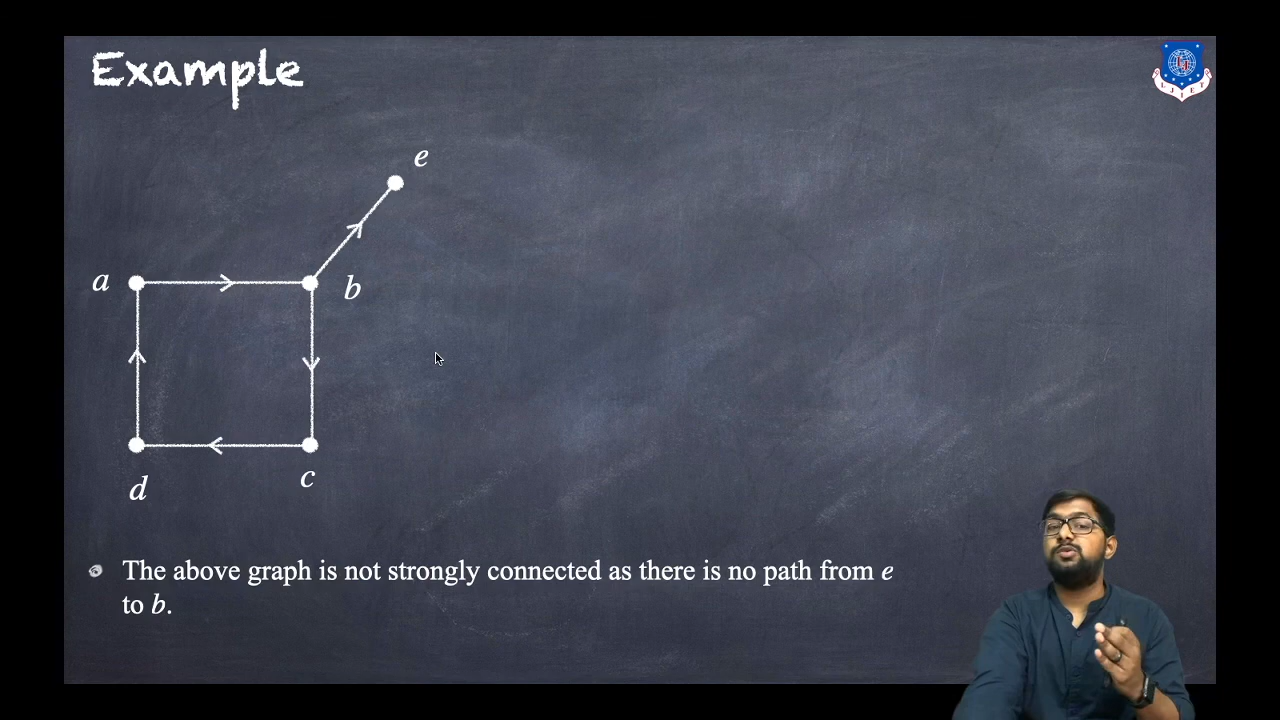 Example
e
a
b
d
c
The above graph is not strongly connected as there is no path from e
to b.